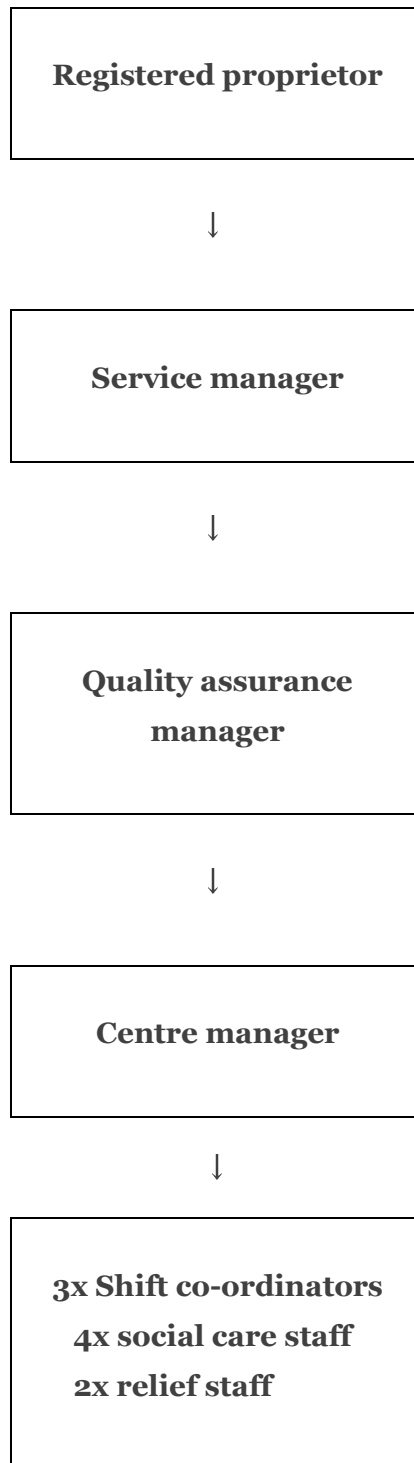 Registered proprietor
↓
Service manager
↓
Quality assurance
manager
↓
Centre manager
↓
3x Shift co-ordinators
4x social care staff
2x relief staff